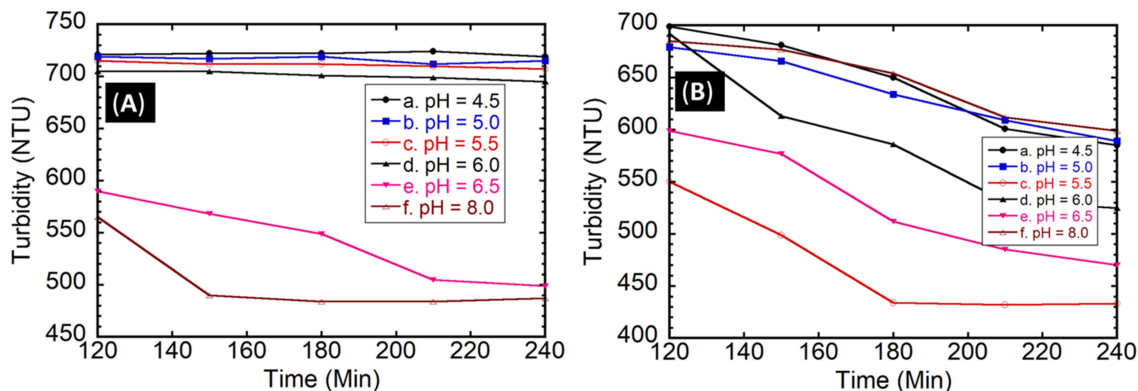 750
700
650
600
550
500
450
Turbidity (NTU)
(A)
a. pH = 4.5
b. pH = 5.0
c. pH = 5.5
d. pH = 6.0
e. pH = 6.5
f. pH = 8.0
120 140 160 180 200 220 240
Time (Min)
700
650
600
550
500
450
400
Turbidity (NTU)
(B)
a. pH = 4.5
b. pH = 5.0
c. pH = 5.5
d. pH = 6.0
e. pH = 6.5
f. pH = 8.0
120 140 160 180 200 220 240
Time (Min)